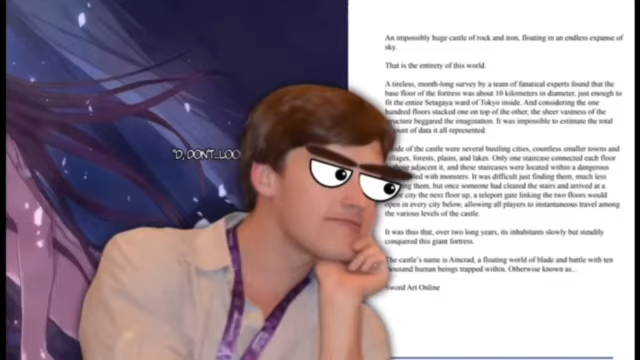 "D, DONT...LOO
An impossibly huge castle of rock and iron, floating in an endless expanse of
sky.
That is the entirety of this world.
A tireless, month-long survey by a team of fanatical experts found that the
base floor of the fortress was about 10 kilometers in diameter, just enough to
fit the entire Setagaya ward of Tokyo inside. And considering the one
hundred floors stacked one on top of the other, the sheer vastness of the
structure beggared the imagination. It was impossible to estimate the total
amount of data it all represented.
side of the castle were several bustling cities, countless smaller towns and
villages, forests, plains, and lakes. Only one staircase connected each floor
adjacent to it, and these staircases were located within a dangerous
with monsters. It was difficult just finding them, much less
them, but once someone had cleared the stairs and arrived at a
city the next floor up, a teleport gate linking the two floors would
open in every city below, allowing all players to instantaneous travel among
the various levels of the castle.
It was thus that, over two long years, its inhabitants slowly but steadily
conquered this giant fortress.
The castle's name is Aincrad, a floating world of blade and battle with ten
thousand human beings trapped within. Otherwise known as...
Sword Art Online